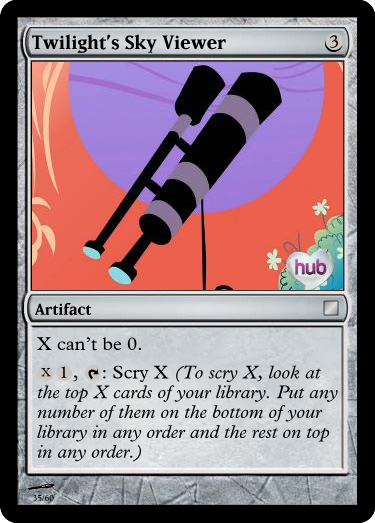 Twilight's Sky Viewer 3
hub
Artifact
X can't be 0.
X 1, : Scry X (To scry X, look at
the top X cards of your library. Put any
number of them on the bottom of your
library in any order and the rest on top
in any order.)
35/60